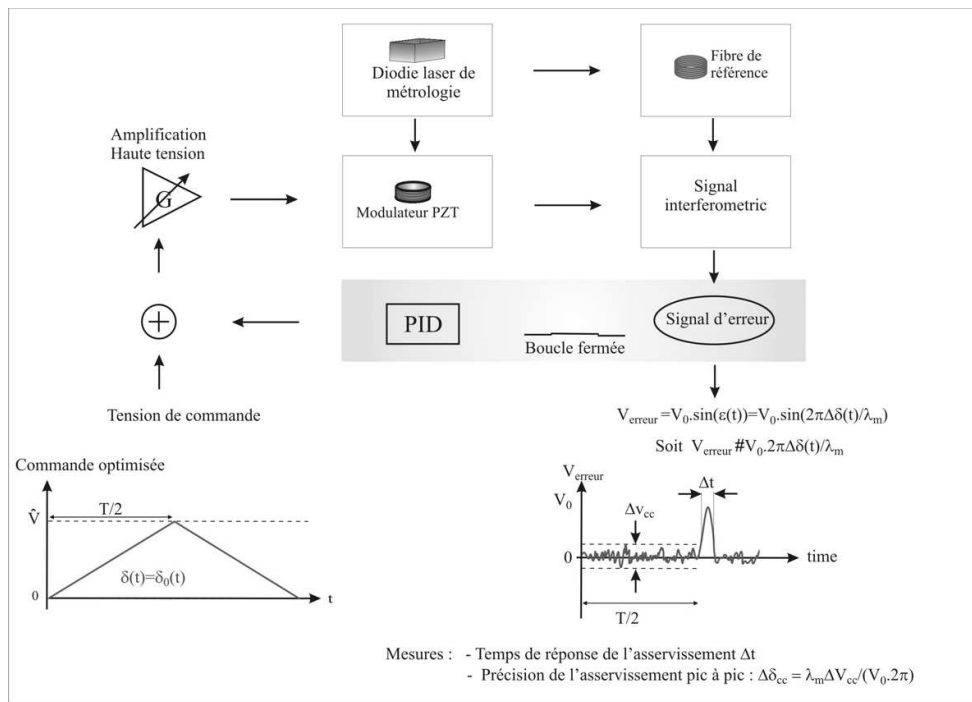 Diodie laser de
métrologie
Fibre de
référence
Amplification
Haute tension
G
Modulateur PZT
Signal
interferometric
PID
Boucle fermée
Signal d'erreur
Tension de commande
V_erreur=V_0.sin(ε(t))=V_0.sin(2πΔδ(t)/λ_m)
Soit V_erreur#V_0.2πΔδ(t)/λ_m
Commande optimisée
V̂
T/2
δ(t)=δ_0(t)
0
t
V_erreur
V_0
Δv_cc
Δt
0
time
T/2
Mesures : - Temps de réponse de l'asservissement Δt
- Précision de l'asservissement pic à pic : Δδ_cc = λ_mΔV_cc/(V_0.2π)